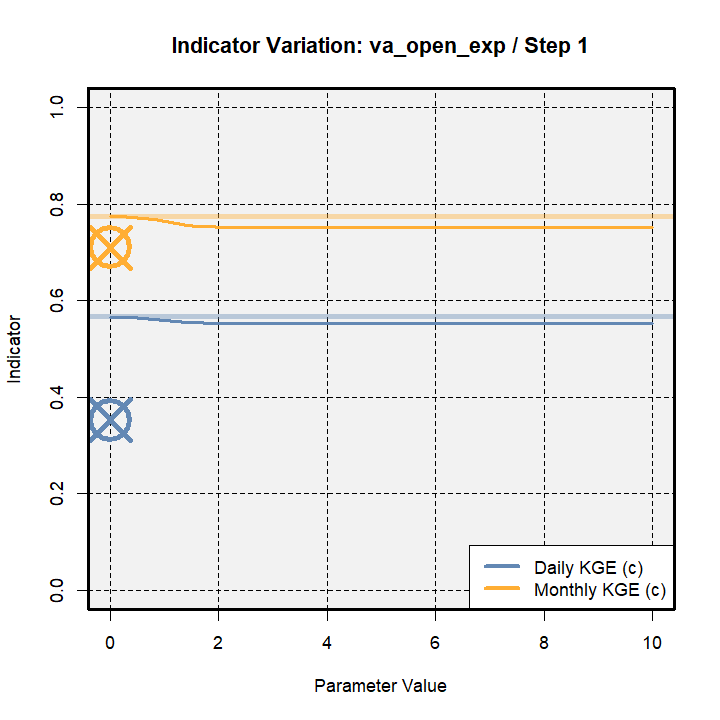 Indicator Variation: va_open_exp / Step 1
Indicator
1.0
0.8
0.6
0.4
0.2
0.0
Daily KGE (c)
Monthly KGE (c)
0 2 4 6 8 10
Parameter Value